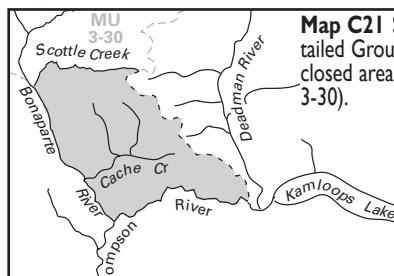 MU
3-30
Scottie Creek
Map C21
tailed Grou
closed area
3-30).
Bonaparte
River
Deadman River
Cache Cr
Kamloops Lake
River
ompson